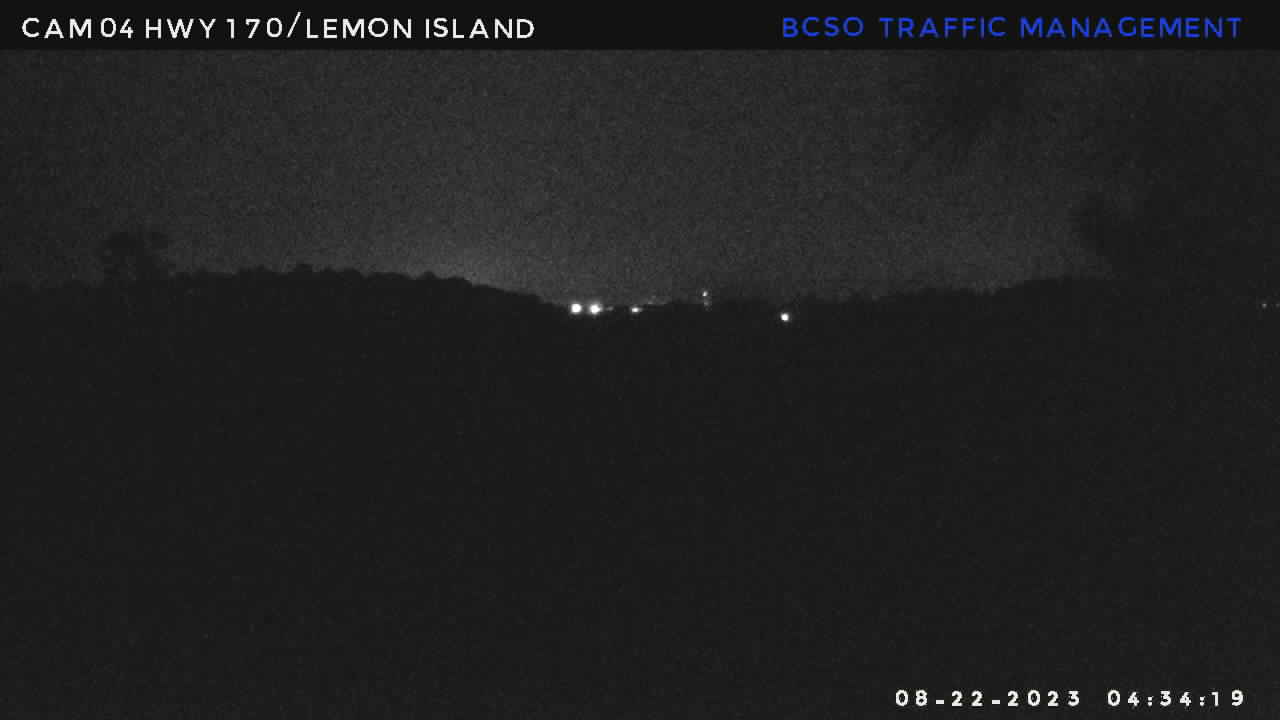 CAM04 HWY 170/LEMON ISLAND
BCSO TRAFFIC MANAGEMENT
08-22-2023 04:34:19